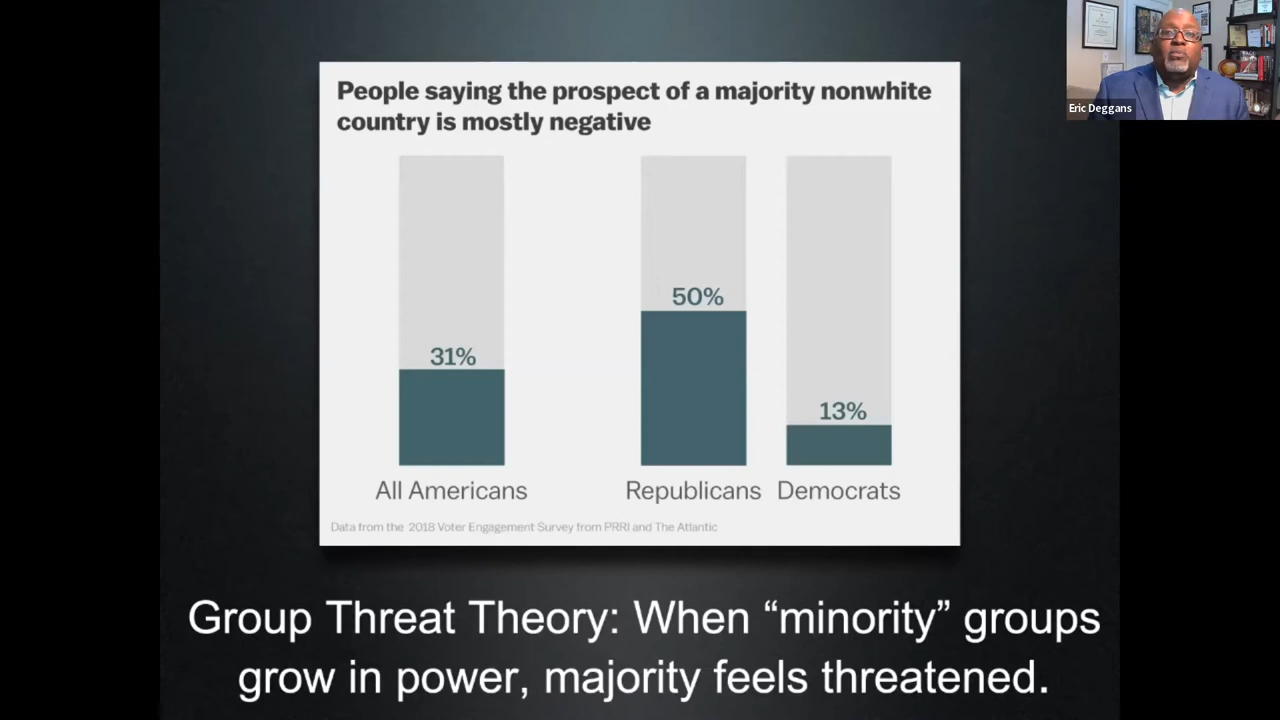 People saying the prospect of a majority nonwhite
country is mostly negative
31%
50%
13%
All Americans
Republicans
Democrats
Data from the 2018 Voter Engagement Survey from PRRI and The Atlantic
Group Threat Theory: When “minority” groups
grow in power, majority feels threatened.
Eric Deggans